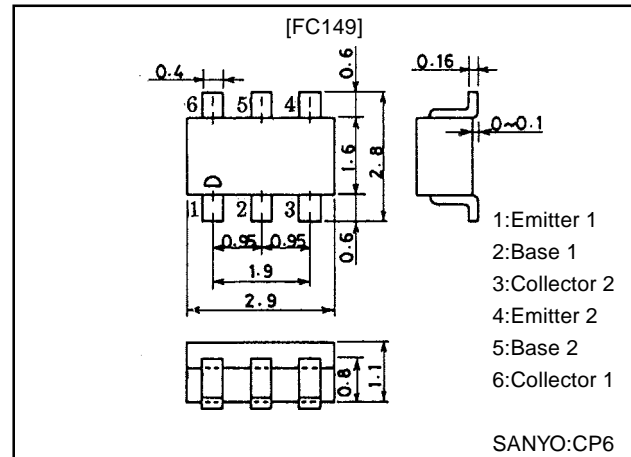 [FC149]
0.4
0.6
0.16
6 5 4
0~0.1
1.6
2.8
1 2 3
0.95 0.95
0.6
1.9
2.9
1:Emitter 1
2:Base 1
3:Collector 2
4:Emitter 2
5:Base 2
6:Collector 1
0.8
1.1
SANYO:CP6